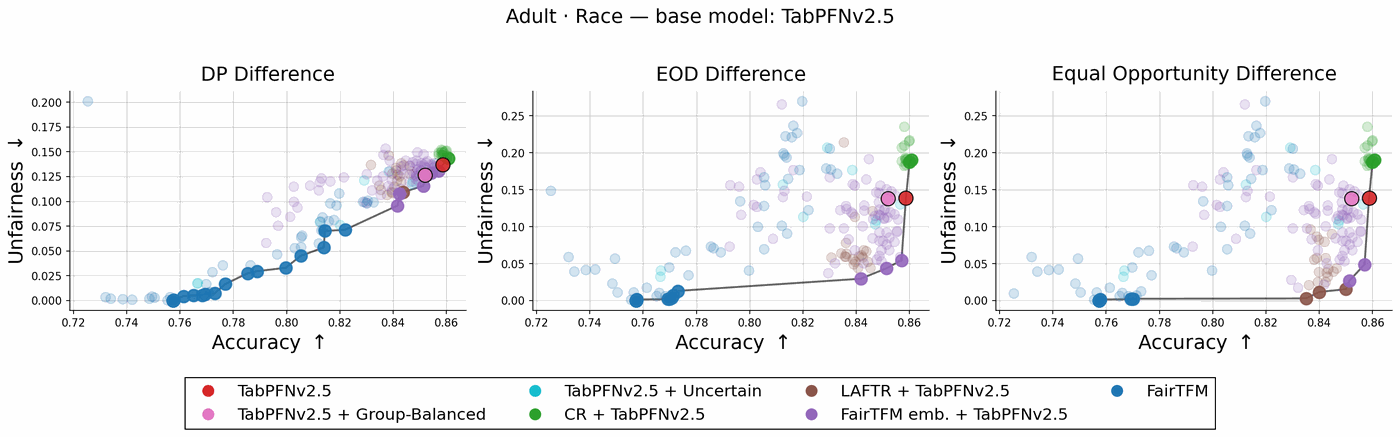 Adult · Race — base model: TabPFNv2.5
DP Difference
EOD Difference
Equal Opportunity Difference
Unfairness ↓
0.200
0.175
0.150
0.125
0.100
0.075
0.050
0.025
0.000
0.72 0.74 0.76 0.78 0.80 0.82 0.84 0.86
Accuracy ↑
Unfairness ↓
0.25
0.20
0.15
0.10
0.05
0.00
0.72 0.74 0.76 0.78 0.80 0.82 0.84 0.86
Accuracy ↑
Unfairness ↓
0.25
0.20
0.15
0.10
0.05
0.00
0.72 0.74 0.76 0.78 0.80 0.82 0.84 0.86
Accuracy ↑
TabPFNv2.5
TabPFNv2.5 + Group-Balanced
TabPFNv2.5 + Uncertain
CR + TabPFNv2.5
LAFTR + TabPFNv2.5
FairTFM emb. + TabPFNv2.5
FairTFM